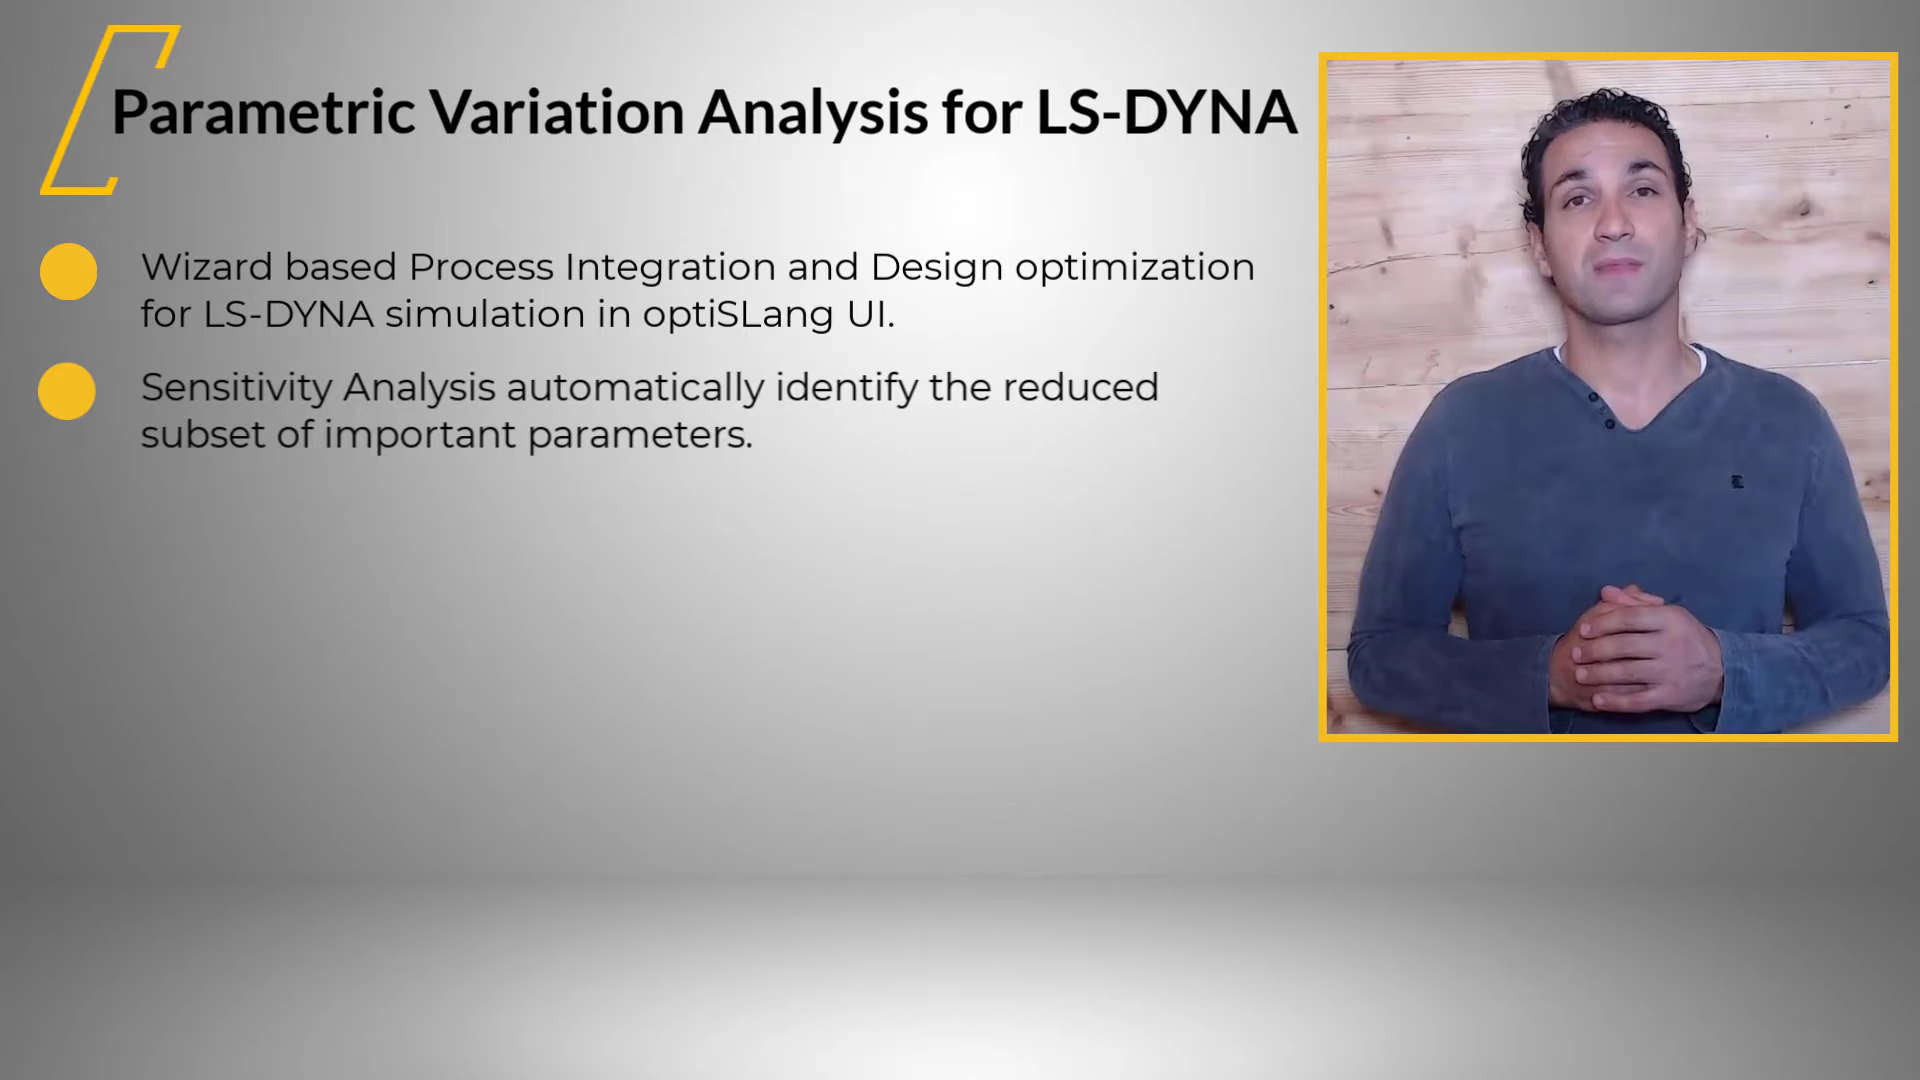 Parametric Variation Analysis for LS-DYNA
Wizard based Process Integration and Design optimization
for LS-DYNA simulation in optiSLang UI.
Sensitivity Analysis automatically identify the reduced
subset of important parameters.